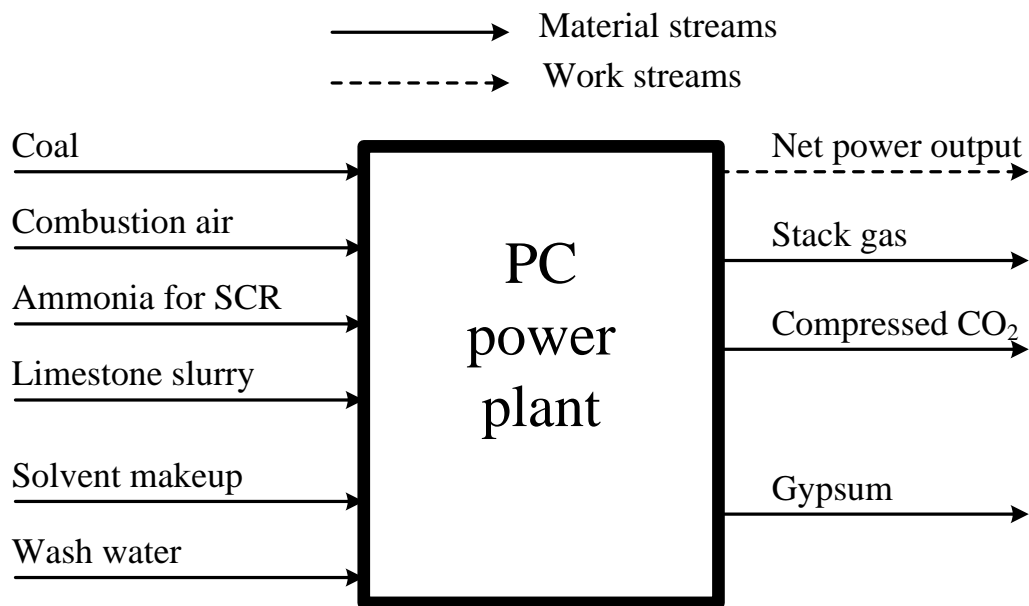 Material streams
Work streams
Coal
Combustion air
Ammonia for SCR
Limestone slurry
Solvent makeup
Wash water
PC
power
plant
Net power output
Stack gas
Compressed CO₂
Gypsum